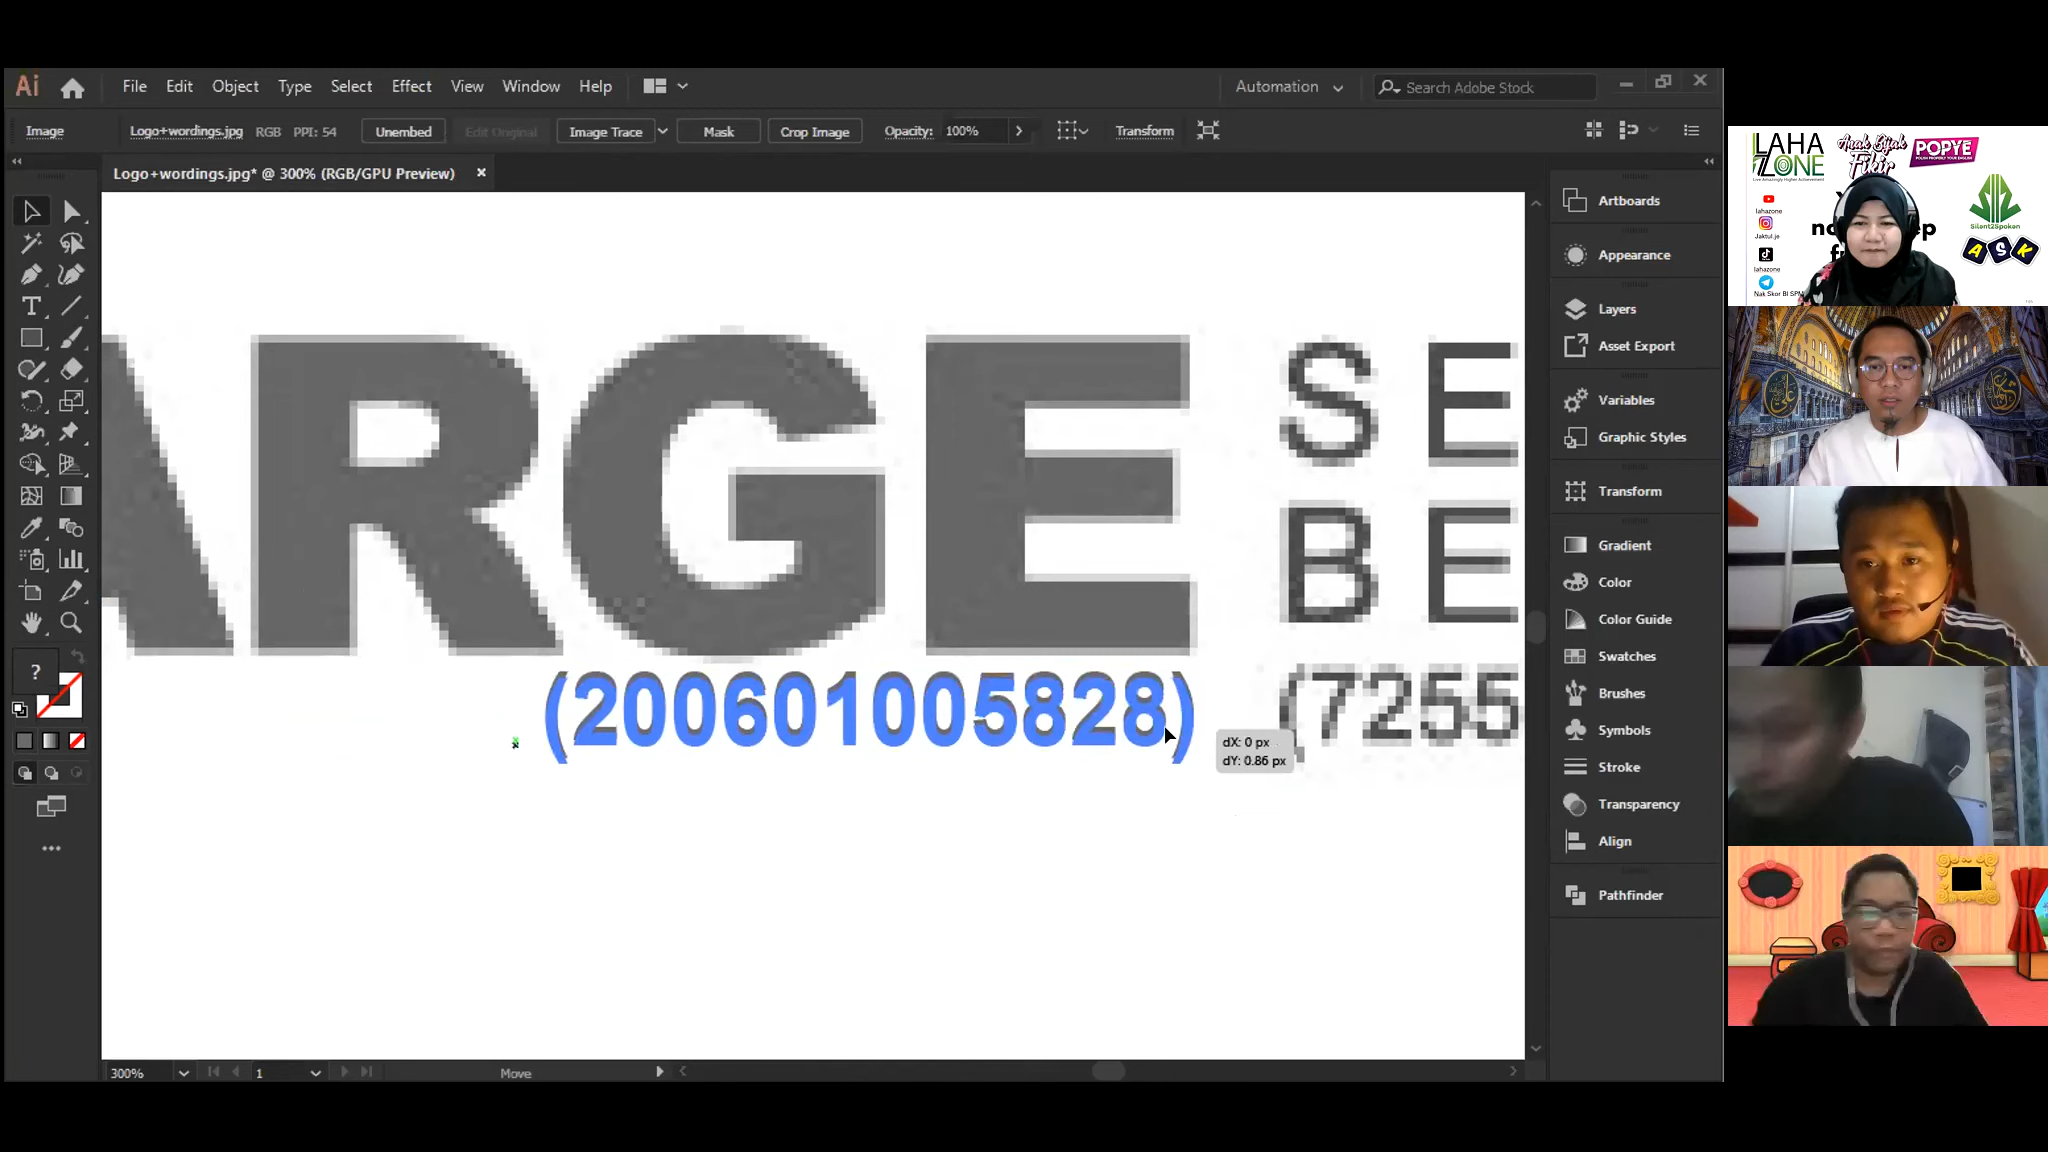 Ai File Edit Object Type Select Effect View Window Help Automation Search Adobe Stock
Image Logo+wordings.jpg RGB PPI: 54 Unembed Edit Original Image Trace Mask Crop Image Opacity: 100% Transform
Logo+wordings.jpg* @ 300% (RGB/GPU Preview)
ARGE
SE
BE
(200601005828)
(7255
dX: 0 px
dY: 0.86 px
T
?
Artboards
Appearance
Layers
Asset Export
Variables
Graphic Styles
Transform
Gradient
Color
Color Guide
Swatches
Brushes
Symbols
Stroke
Transparency
Align
Pathfinder
300% 1 Move
LAHA
ZONE
Anak Bijak
Fikir
POPYE
lahazone
Jaktul.je
lahazone
Nak Skor BI SPM
Silent2Spoken
ASK